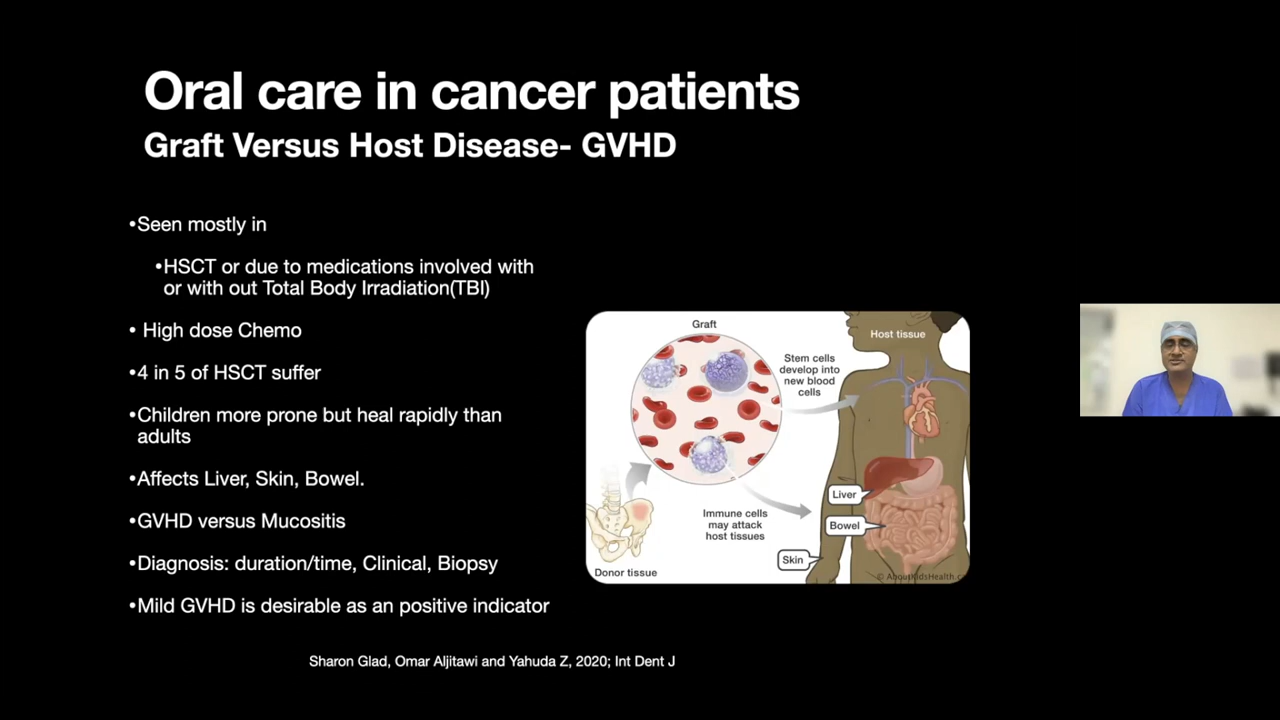 Oral care in cancer patients
Graft Versus Host Disease- GVHD
•Seen mostly in
•HSCT or due to medications involved with
or with out Total Body Irradiation(TBI)
• High dose Chemo
•4 in 5 of HSCT suffer
•Children more prone but heal rapidly than
adults
•Affects Liver, Skin, Bowel.
•GVHD versus Mucositis
•Diagnosis: duration/time, Clinical, Biopsy
•Mild GVHD is desirable as an positive indicator
Graft
Host tissue
Stem cells
develop into
new blood
cells
Liver
Immune cells
may attack
host tissues
Bowel
Skin
Donor tissue
© AboutKidsHealth.c
Sharon Glad, Omar Aljitawi and Yahuda Z, 2020; Int Dent J